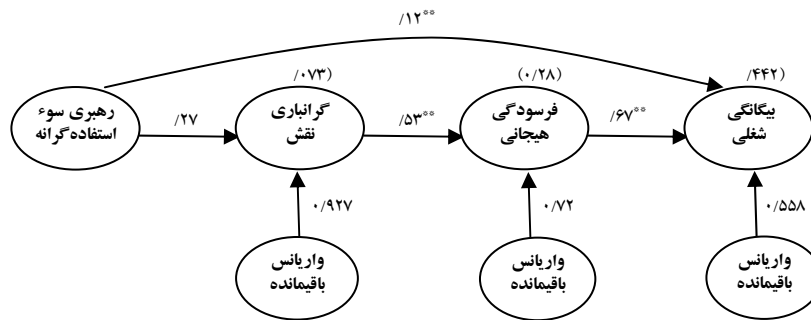 /۱۲**
/۰۷۳)
(۰/۲۸)
/۴۴۲)
رهبری سوء
استفاده‌گرانه
/۲۷
گرانباری
نقش
/۵۳**
فرسودگی
هیجانی
/۶۷**
بیگانگی
شغلی
۰/۹۲۷
۰/۷۲
۰/۵۵۸
واریانس
باقیمانده
واریانس
باقیمانده
واریانس
باقیمانده